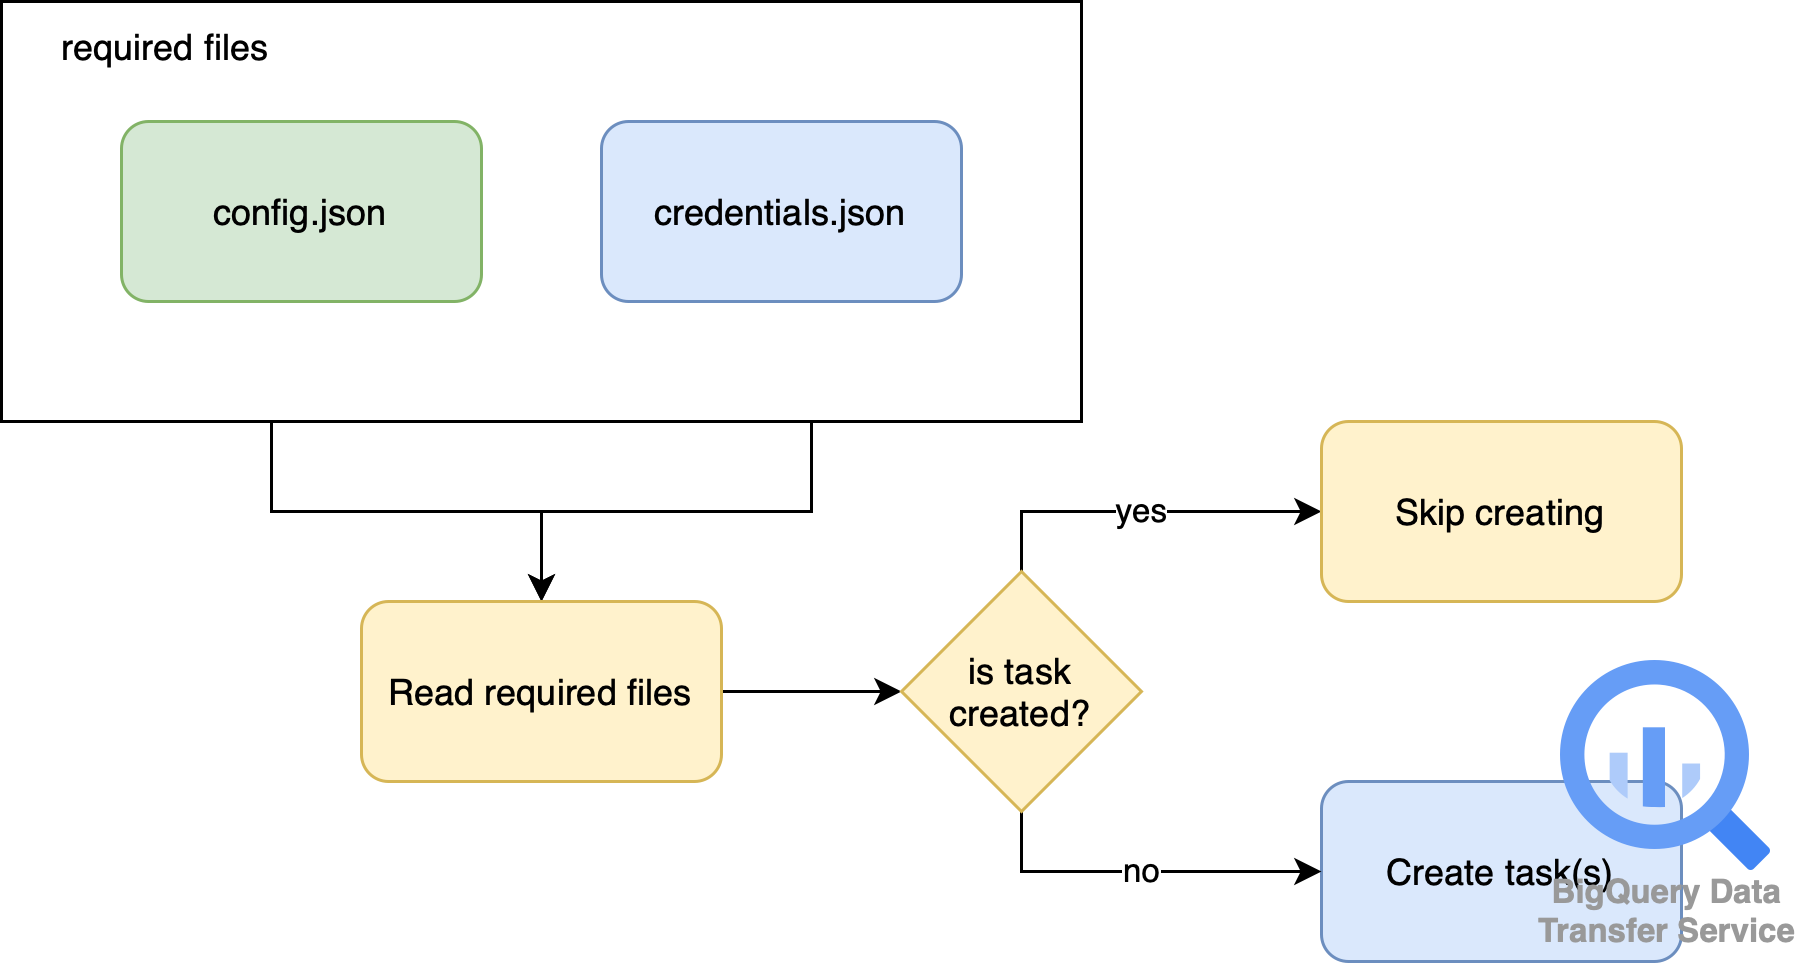 required files
config.json
credentials.json
yes
Skip creating
Read required files
is task
created?
no
Create task(s)
BigQuery Data
Transfer Service